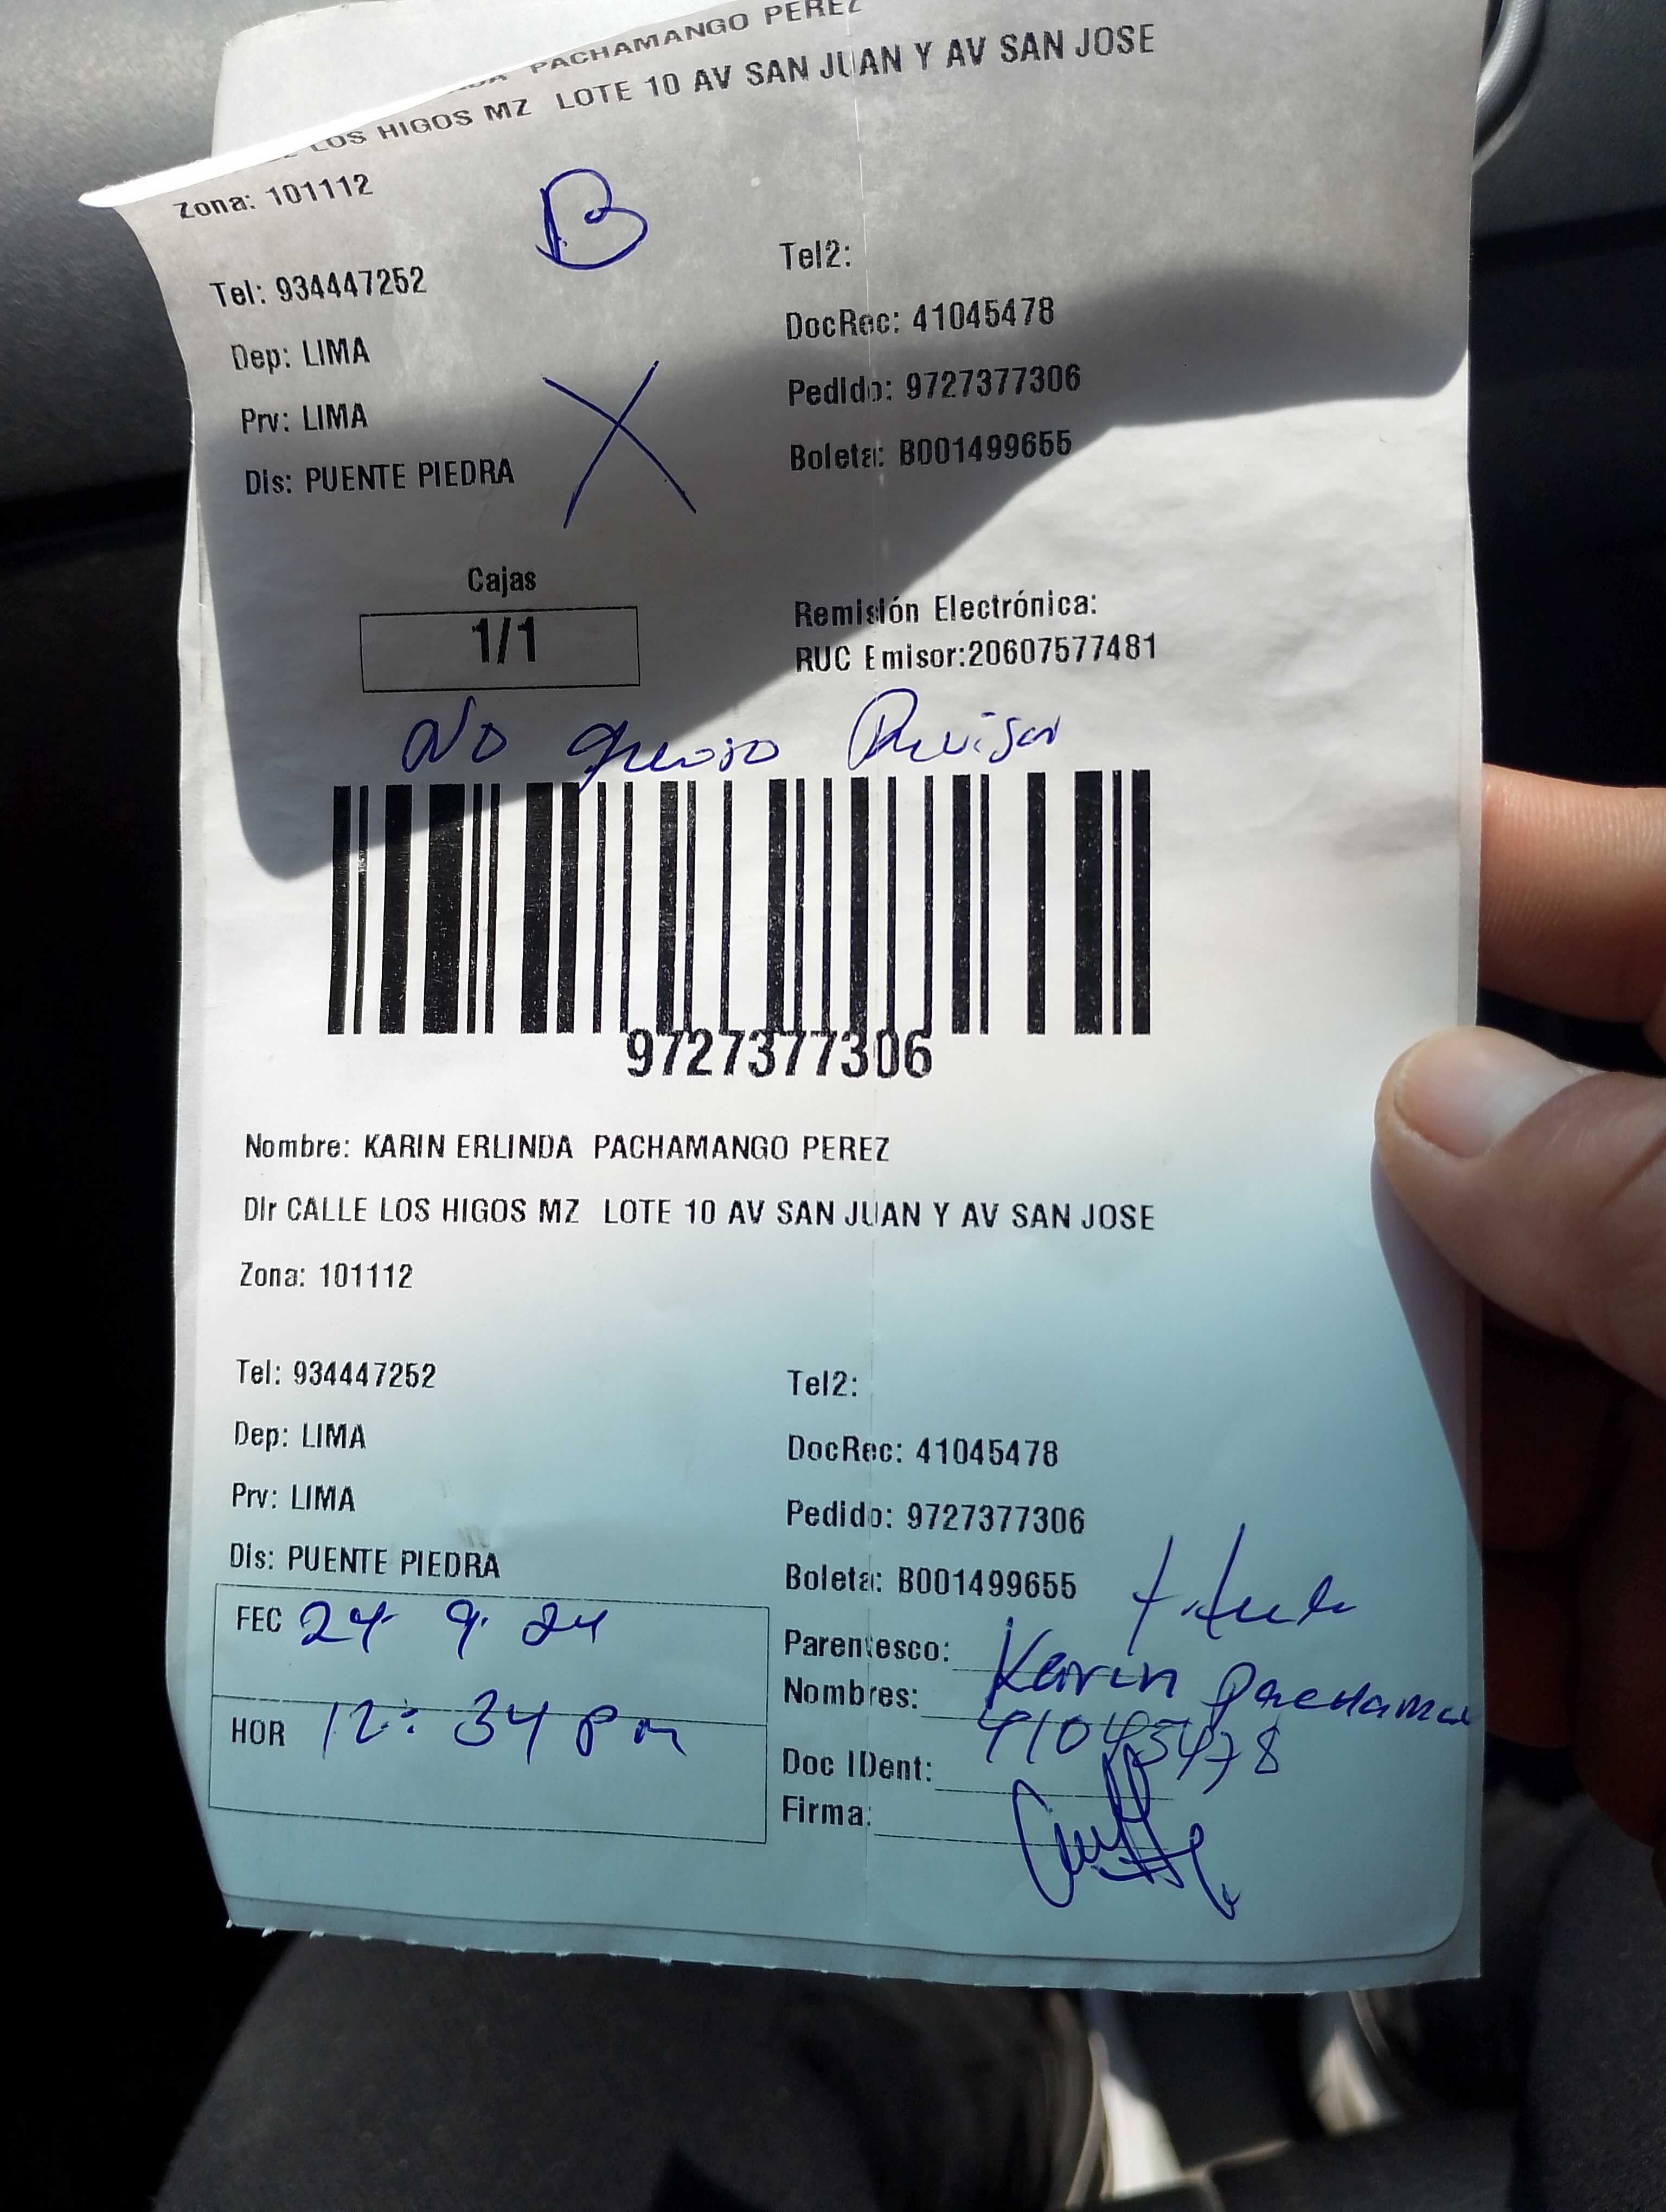 PACHAMANGO PEREZ
LOS HIGOS MZ LOTE 10 AV SAN JUAN Y AV SAN JOSE
Zona: 101112
B
Tel: 934447252
Tel2:
Dep: LIMA
DocRec: 41045478
Prv: LIMA
Pedido: 9727377306
Dis: PUENTE PIEDRA
X
Boleta: B001499655
Cajas
1/1
Remisión Electrónica:
RUC Emisor:20607577481
No quiso Revisar
9727377306
Nombre: KARIN ERLINDA PACHAMANGO PEREZ
Dir CALLE LOS HIGOS MZ LOTE 10 AV SAN JUAN Y AV SAN JOSE
Zona: 101112
Tel: 934447252
Tel2:
Dep: LIMA
DocRec: 41045478
Prv: LIMA
Pedido: 9727377306
Dis: PUENTE PIEDRA
Boleta: B001499655
FEC 24 9. 24
HOR 12: 34 pm
Parentesco:
Nombres: Karin
Doc IDent: 41045478
Firma: